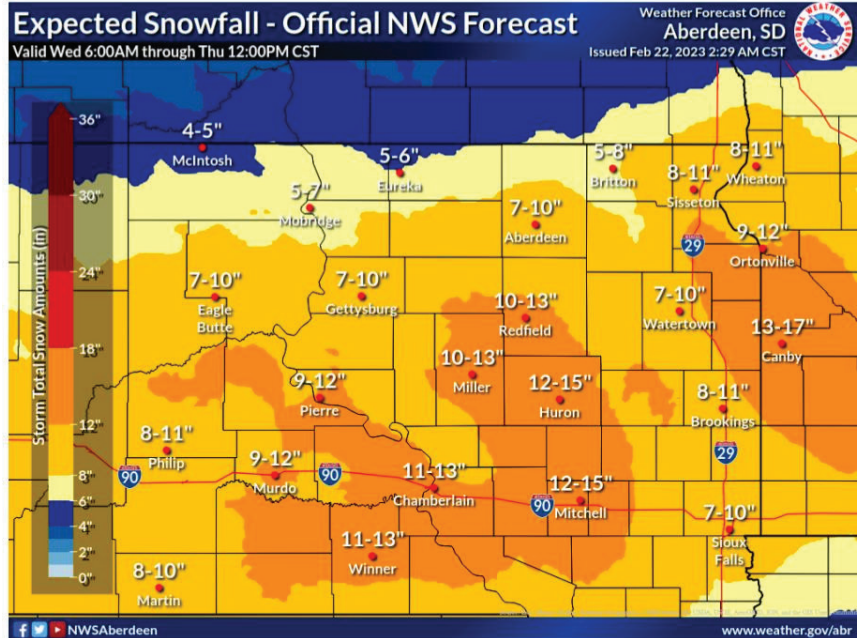 Expected Snowfall - Official NWS Forecast
Valid Wed 6:00AM through Thu 12:00PM CST
Weather Forecast Office
Aberdeen, SD
Issued Feb 22, 2023 2:29 AM CST
NATIONAL WEATHER SERVICE
Storm Total Snow Amounts (in)
36"
30"
24"
18"
12"
8"
6"
4"
2"
0"
4-5"
McIntosh
5-6"
Eureka
5-8"
Britton
8-11"
Sisseton
8-11"
Wheaton
5-7"
Mobridge
7-10"
Aberdeen
29
9-12"
Ortonville
7-10"
Eagle
Butte
7-10"
Gettysburg
10-13"
Redfield
7-10"
Watertown
13-17"
Canby
10-13"
Miller
9-12"
Pierre
12-15"
Huron
8-11"
Brookings
8-11"
Philip
90
9-12"
Murdo
90
11-13"
Chamberlain
90
12-15"
Mitchell
29
7-10"
Sioux
Falls
11-13"
Winner
8-10"
Martin
NWSAberdeen
www.weather.gov/abr